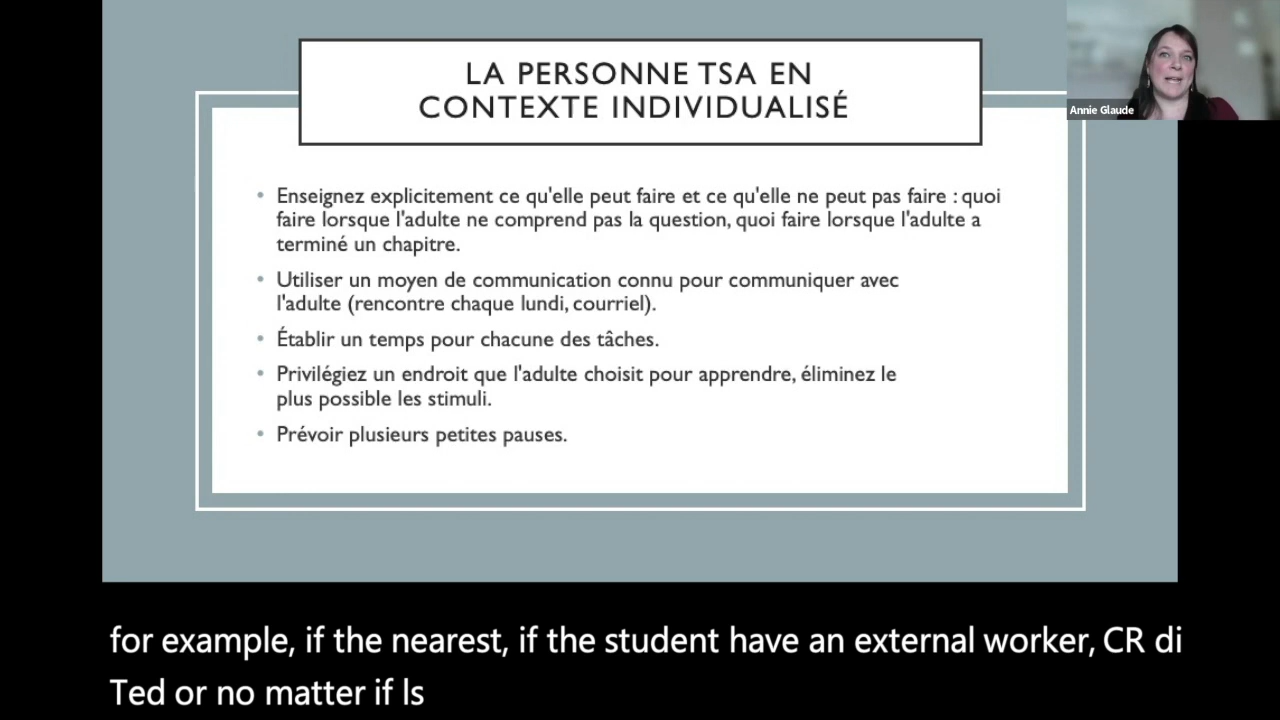 LA PERSONNE TSA EN
CONTEXTE INDIVIDUALISÉ
Annie Glaude
• Enseignez explicitement ce qu'elle peut faire et ce qu'elle ne peut pas faire : quoi
faire lorsque l'adulte ne comprend pas la question, quoi faire lorsque l'adulte a
terminé un chapitre.
• Utiliser un moyen de communication connu pour communiquer avec
l'adulte (rencontre chaque lundi, courriel).
• Établir un temps pour chacune des tâches.
• Privilégiez un endroit que l'adulte choisit pour apprendre, éliminez le
plus possible les stimuli.
• Prévoir plusieurs petites pauses.
for example, if the nearest, if the student have an external worker, CR di
Ted or no matter if ls